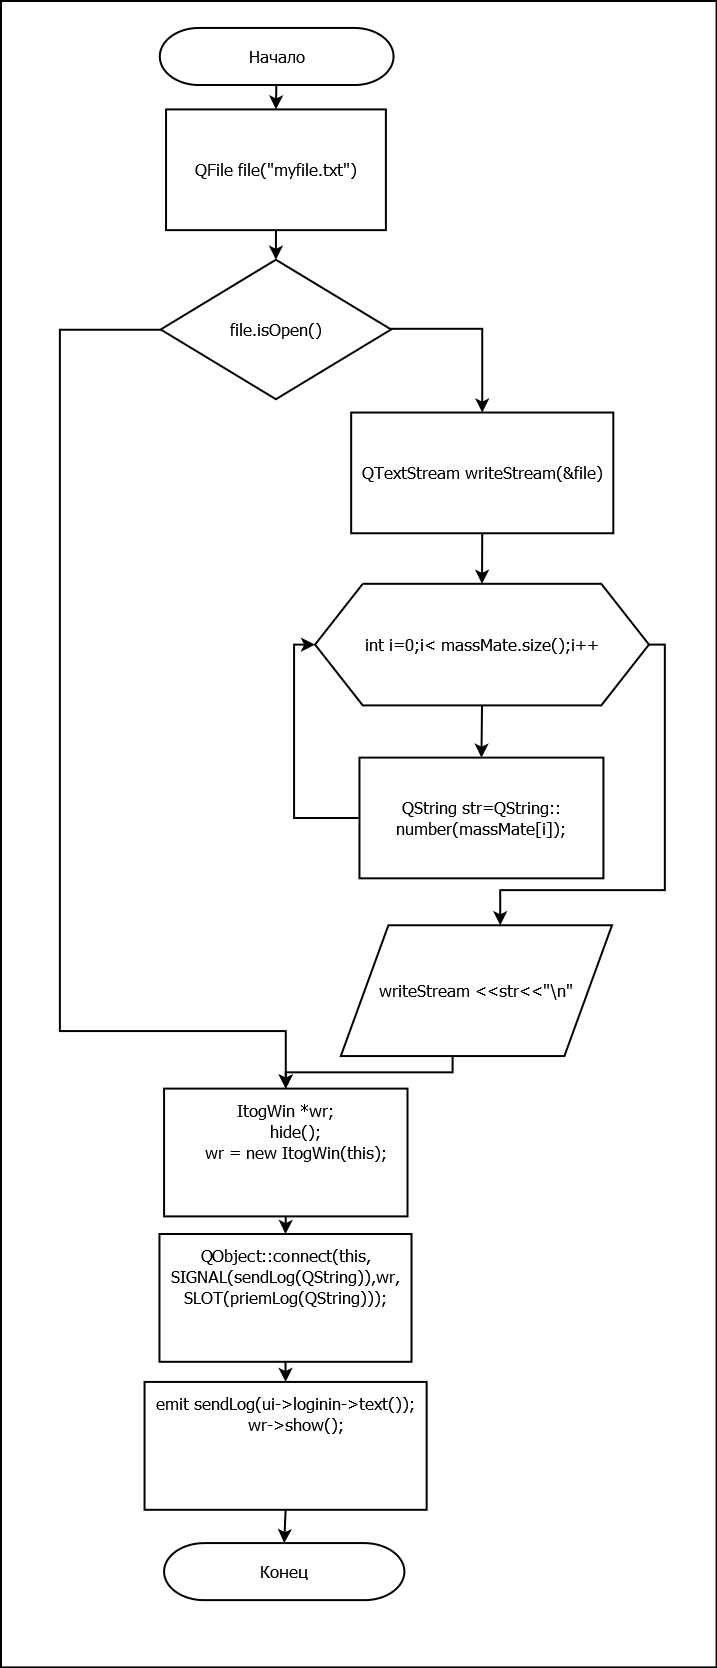 Начало
QFile file("myfile.txt")
file.isOpen()
QTextStream writeStream(&file)
int i=0;i< massMate.size();i++
QString str=QString::
number(massMate[i]);
writeStream <<str<<"\n"
ItogWin *wr;
hide();
wr = new ItogWin(this);
QObject::connect(this,
SIGNAL(sendLog(QString)),wr,
SLOT(priemLog(QString)));
emit sendLog(ui->loginin->text());
wr->show();
Конец